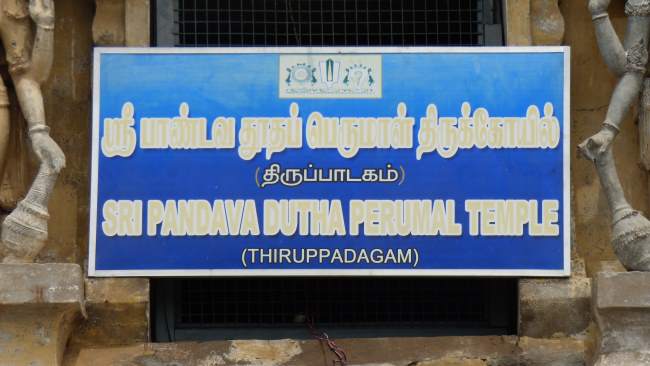 ஸ்ரீ பாண்டவ தூதப் பெருமாள் திருக்கோயில்
(திருப்பாடகம்)
SRI PANDAVA DUTHA PERUMAL TEMPLE
(THIRUPPADAGAM)